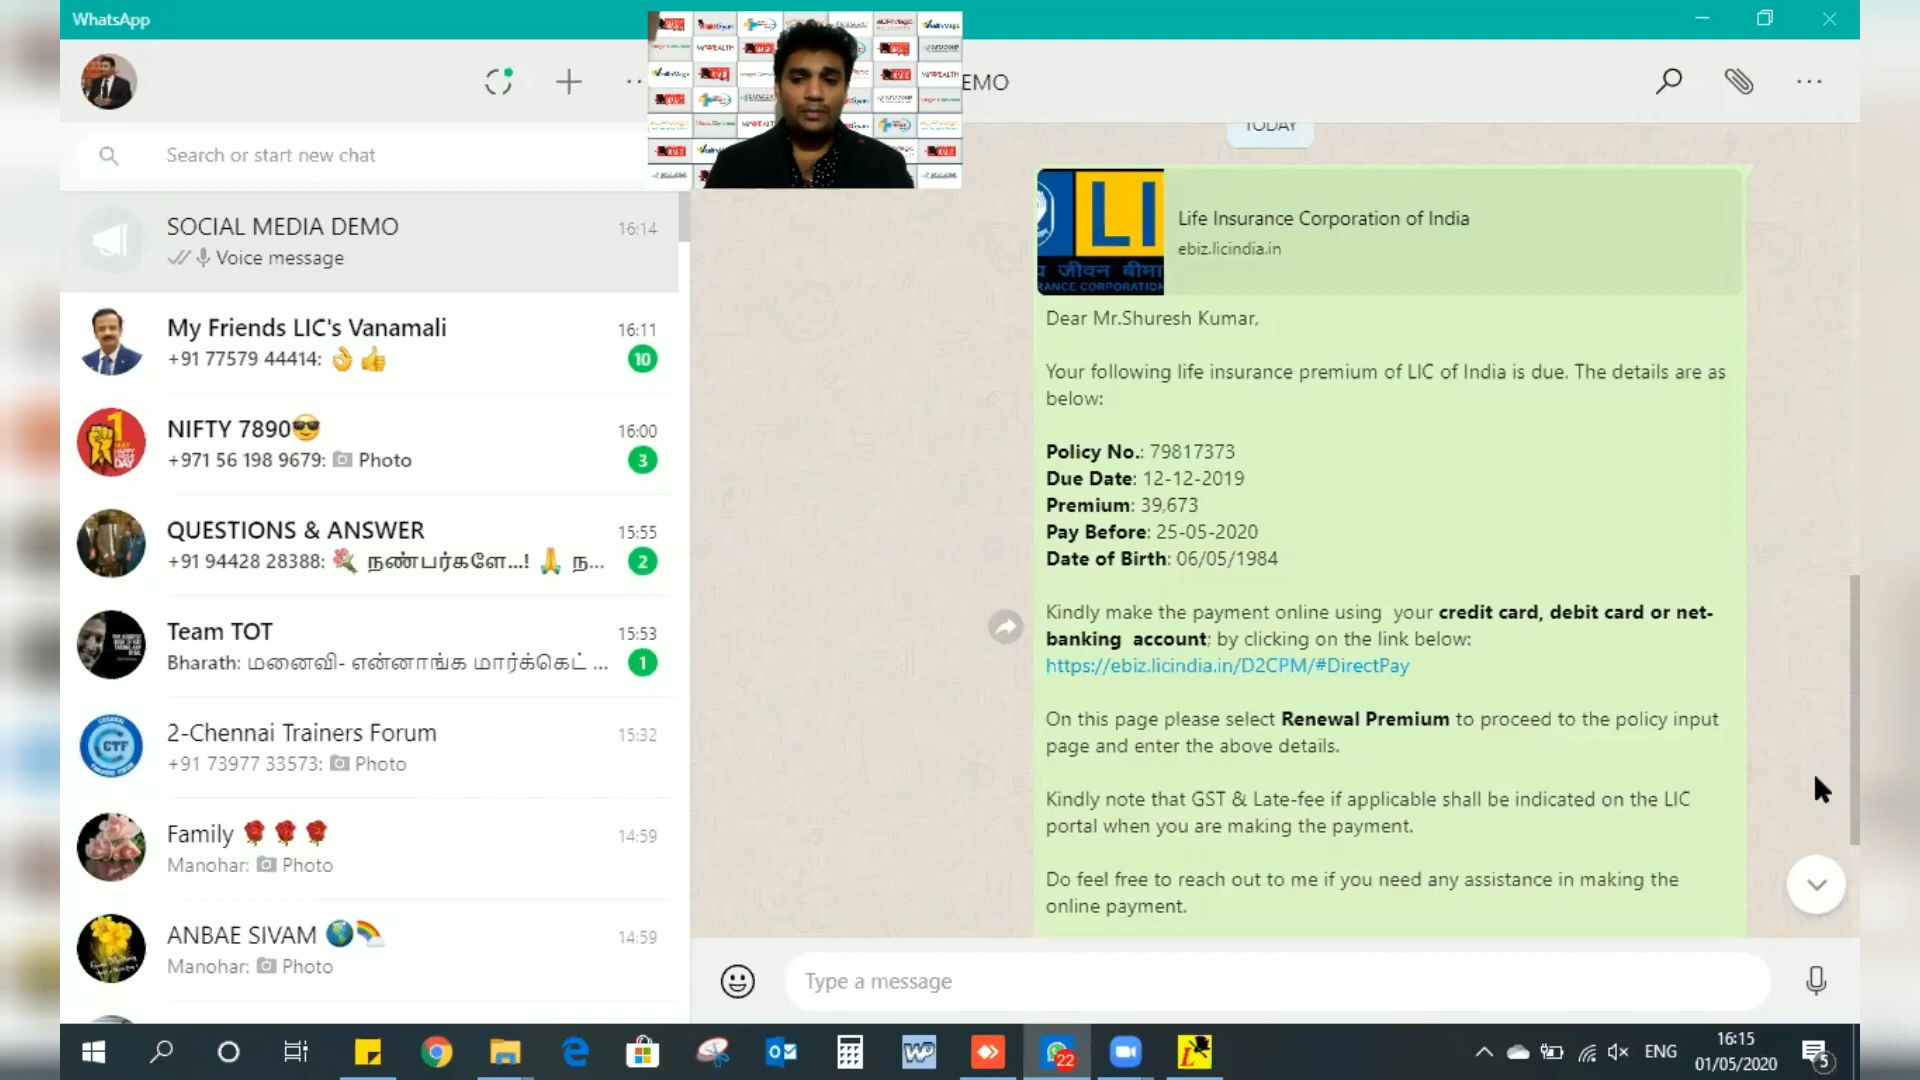 WhatsApp
EMO
Search or start new chat
SOCIAL MEDIA DEMO
16:14
Voice message
My Friends LIC's Vanamali
16:11
+91 77579 44414: 👌👍
10
NIFTY 7890😎
16:00
+971 56 198 9679: Photo
3
QUESTIONS & ANSWER
15:55
+91 94428 28388: 💐 நண்பர்களே...! 🙏 ந...
2
Team TOT
15:53
Bharath: மனைவி- என்னாங்க மார்க்கெட் ...
1
2-Chennai Trainers Forum
15:32
+91 73977 33573: Photo
Family 🌹🌹🌹
14:59
Manohar: Photo
ANBAE SIVAM 🌎🌈
14:59
Manohar: Photo
TODAY
LI
जीवन बीमा
RANCE CORPORATION
Life Insurance Corporation of India
ebiz.licindia.in
Dear Mr.Shuresh Kumar,
Your following life insurance premium of LIC of India is due. The details are as
below:
Policy No.: 79817373
Due Date: 12-12-2019
Premium: 39,673
Pay Before: 25-05-2020
Date of Birth: 06/05/1984
Kindly make the payment online using your credit card, debit card or net-
banking account; by clicking on the link below:
https://ebiz.licindia.in/D2CPM/#DirectPay
On this page please select Renewal Premium to proceed to the policy input
page and enter the above details.
Kindly note that GST & Late-fee if applicable shall be indicated on the LIC
portal when you are making the payment.
Do feel free to reach out to me if you need any assistance in making the
online payment.
Type a message
CTF
WP
22
ENG
16:15
01/05/2020
5